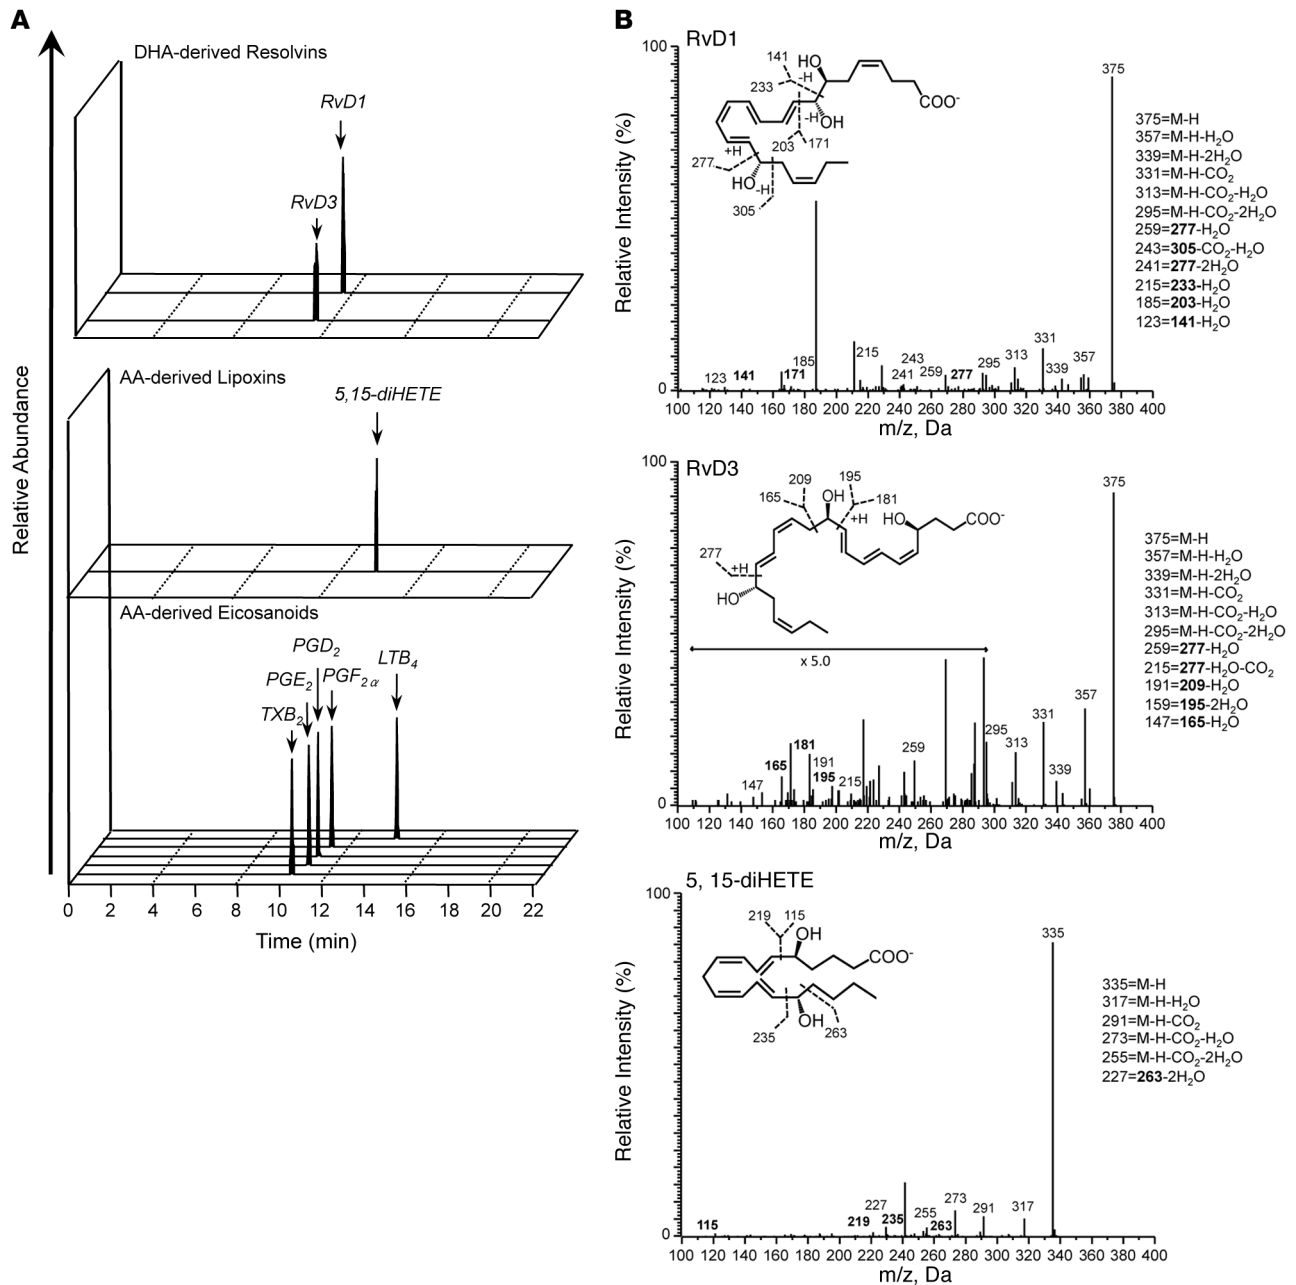 A
Relative Abundance
DHA-derived Resolvins
RvD1
RvD3
AA-derived Lipoxins
5,15-diHETE
AA-derived Eicosanoids
PGD2
PGE2
PGF2α
LTB4
TXB2
0 2 4 6 8 10 12 14 16 18 20 22
Time (min)
B
RvD1
100
0
Relative Intensity (%)
HO
141
-H
233
COO-
-H
OH
203
171
+H
277
HO
-H
305
375
331
313
357
295
339
215
243
185
259
277
241
123
141
171
100 120 140 160 180 200 220 240 260 280 300 320 340 360 380 400
m/z, Da
375=M-H
357=M-H-H2O
339=M-H-2H2O
331=M-H-CO2
313=M-H-CO2-H2O
295=M-H-CO2-2H2O
259=277-H2O
243=305-CO2-H2O
241=277-2H2O
215=233-H2O
185=203-H2O
123=141-H2O
RvD3
100
0
Relative Intensity (%)
209
195
165
OH
181
+H
HO
COO-
277
+H
HO
x 5.0
375
357
331
295
313
339
259
181
165
191
195
215
147
100 120 140 160 180 200 220 240 260 280 300 320 340 360 380 400
m/z, Da
375=M-H
357=M-H-H2O
339=M-H-2H2O
331=M-H-CO2
313=M-H-CO2-H2O
295=M-H-CO2-2H2O
259=277-H2O
215=277-H2O-CO2
191=209-H2O
159=195-2H2O
147=165-H2O
5, 15-diHETE
100
0
Relative Intensity (%)
219
115
OH
COO-
OH
235
263
335
273
227
291
317
255
219
235
263
115
100 120 140 160 180 200 220 240 260 280 300 320 340 360 380 400
m/z, Da
335=M-H
317=M-H-H2O
291=M-H-CO2
273=M-H-CO2-H2O
255=M-H-CO2-2H2O
227=263-2H2O